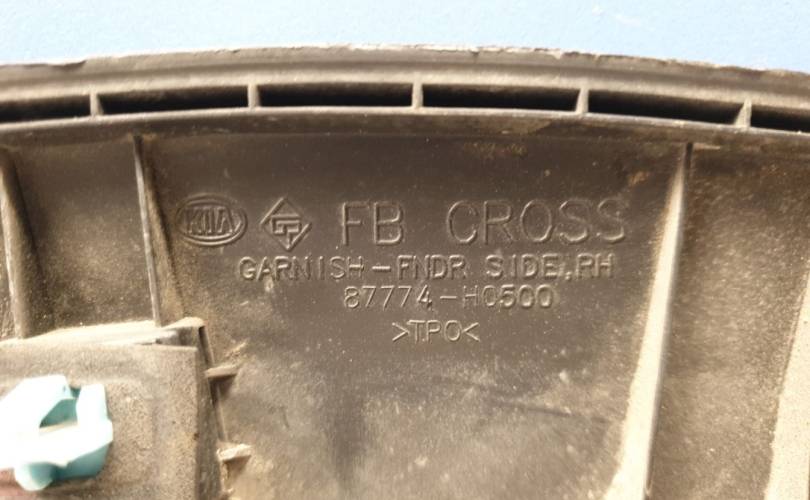 KIA FB CROSS
GARNISH-FNDR SIDE,RH
87774-H0500
>TPO<